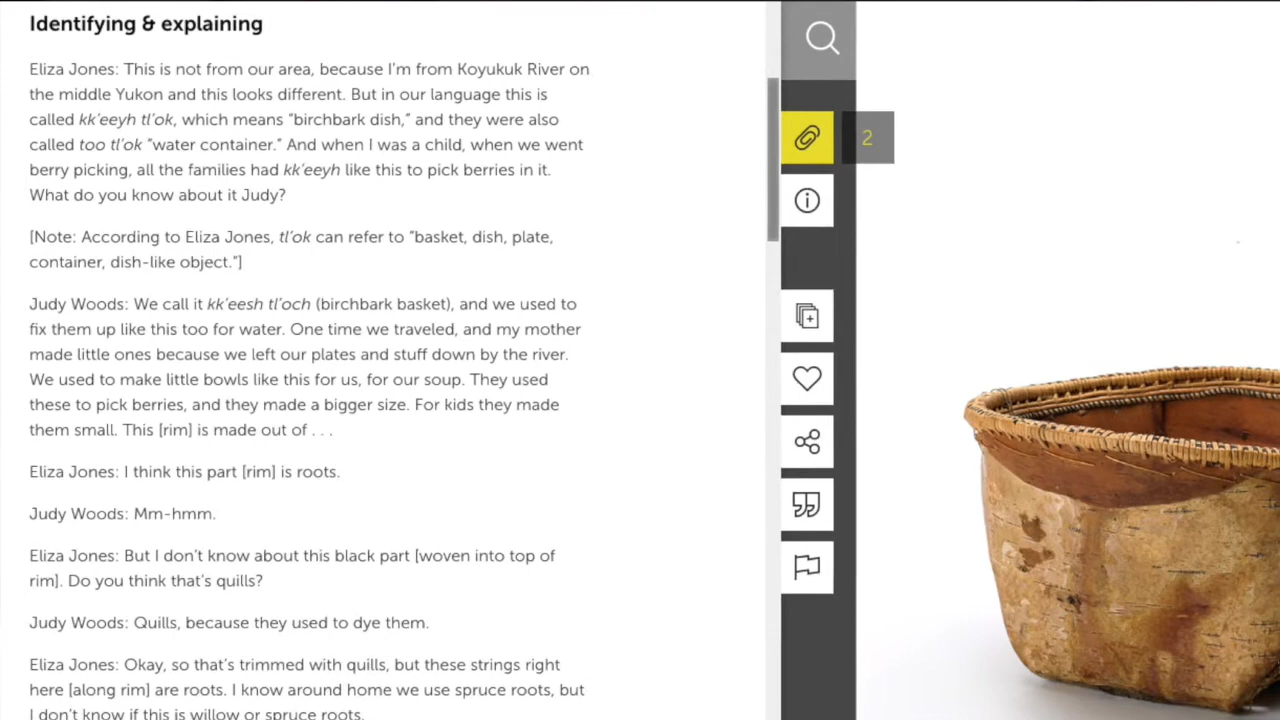 Identifying & explaining
Eliza Jones: This is not from our area, because I’m from Koyukuk River on
the middle Yukon and this looks different. But in our language this is
called kk’eeyh tl’ok, which means “birchbark dish,” and they were also
called too tl’ok “water container.” And when I was a child, when we went
berry picking, all the families had kk’eeyh like this to pick berries in it.
What do you know about it Judy?
[Note: According to Eliza Jones, tl’ok can refer to “basket, dish, plate,
container, dish-like object.”]
Judy Woods: We call it kk’eesh tl’och (birchbark basket), and we used to
fix them up like this too for water. One time we traveled, and my mother
made little ones because we left our plates and stuff down by the river.
We used to make little bowls like this for us, for our soup. They used
these to pick berries, and they made a bigger size. For kids they made
them small. This [rim] is made out of . . .
Eliza Jones: I think this part [rim] is roots.
Judy Woods: Mm-hmm.
Eliza Jones: But I don’t know about this black part [woven into top of
rim]. Do you think that’s quills?
Judy Woods: Quills, because they used to dye them.
Eliza Jones: Okay, so that’s trimmed with quills, but these strings right
here [along rim] are roots. I know around home we use spruce roots, but
I don’t know if this is willow or spruce roots.
2